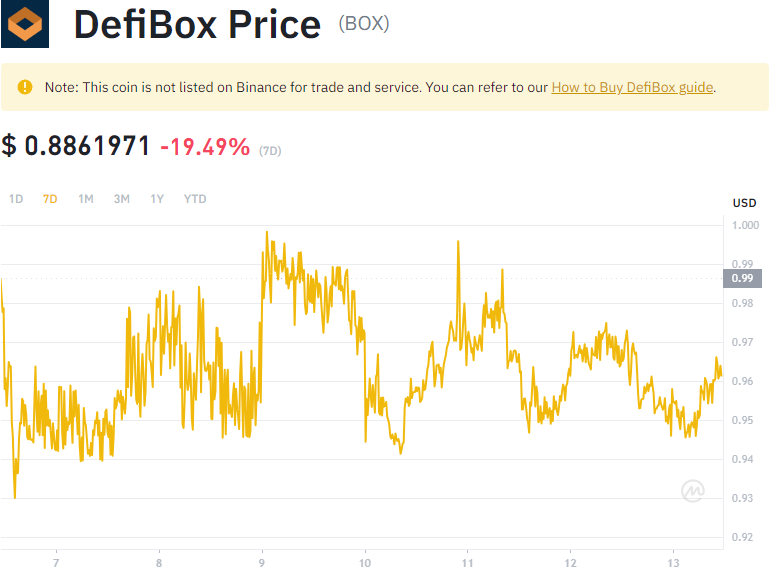 DefiBox Price (BOX)
Note: This coin is not listed on Binance for trade and service. You can refer to our How to Buy DefiBox guide.
$ 0.8861971 -19.49% (7D)
1D 7D 1M 3M 1Y YTD
USD
1.000
0.99
0.99
0.98
0.97
0.96
0.95
0.94
0.93
0.92
7 8 9 10 11 12 13